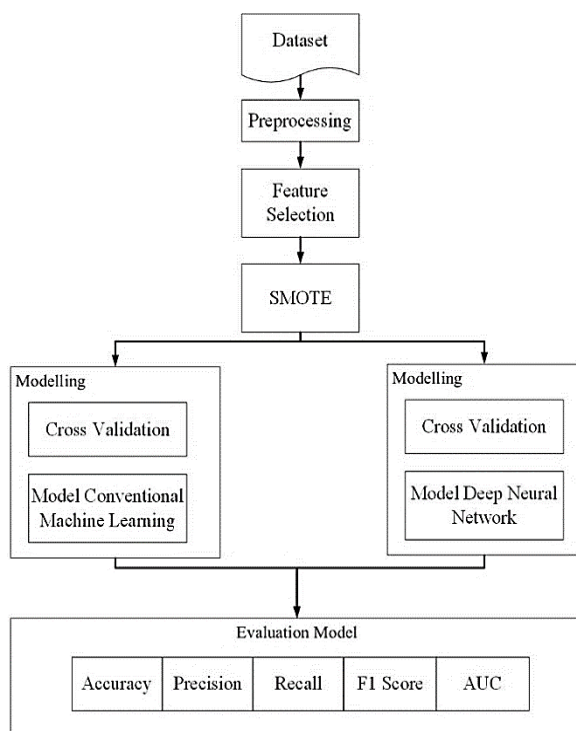 Dataset
Preprocessing
Feature
Selection
SMOTE
Modelling
Cross Validation
Model Conventional
Machine Learning
Modelling
Cross Validation
Model Deep Neural
Network
Evaluation Model
Accuracy
Precision
Recall
F1 Score
AUC